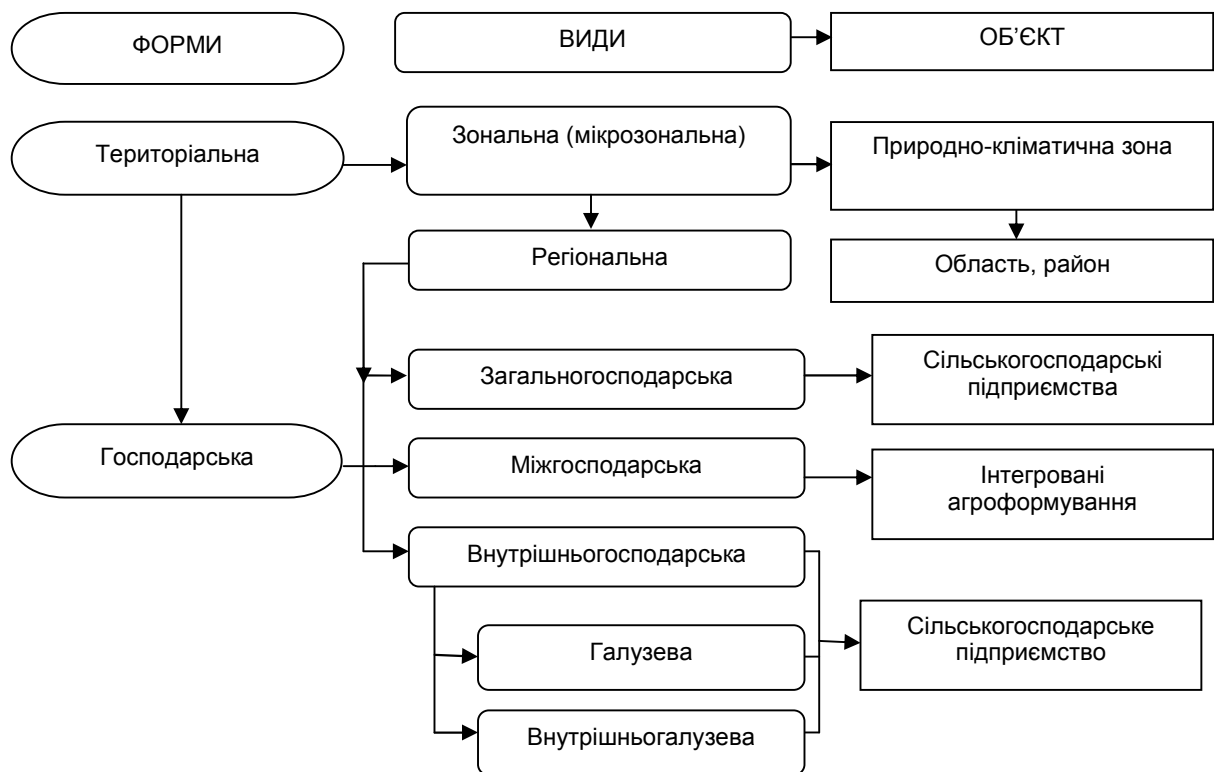 ФОРМИ
ВИДИ
ОБ’ЄКТ
Територіальна
Зональна (мікрозональна)
Природно-кліматична зона
Регіональна
Область, район
Загальногосподарська
Сільськогосподарські
підприємства
Господарська
Міжгосподарська
Інтегровані
агроформування
Внутрішньогосподарська
Галузева
Сільськогосподарське
підприємство
Внутрішньогалузева